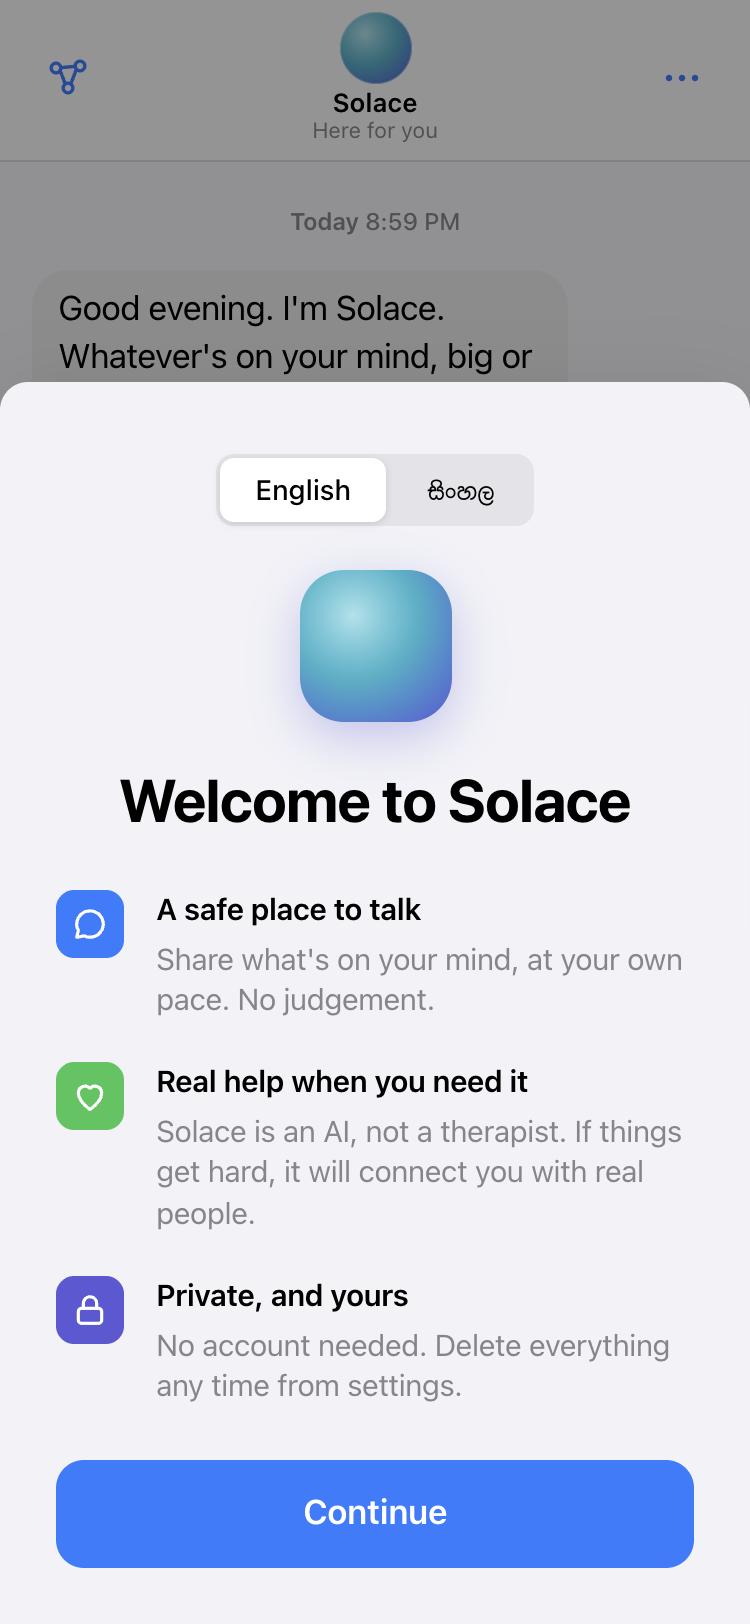 Solace
Here for you
Today 8:59 PM
Good evening. I'm Solace.
Whatever's on your mind, big or
English
සිංහල
Welcome to Solace
A safe place to talk
Share what's on your mind, at your own
pace. No judgement.
Real help when you need it
Solace is an AI, not a therapist. If things
get hard, it will connect you with real
people.
Private, and yours
No account needed. Delete everything
any time from settings.
Continue